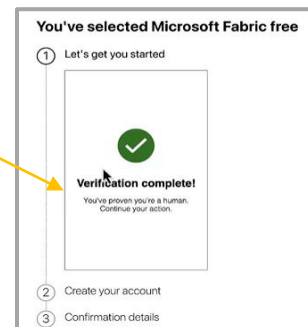 You've selected Microsoft Fabric free
1 Let's get you started
Verification complete!
You've proven you're a human.
Continue your action.
2 Create your account
3 Confirmation details